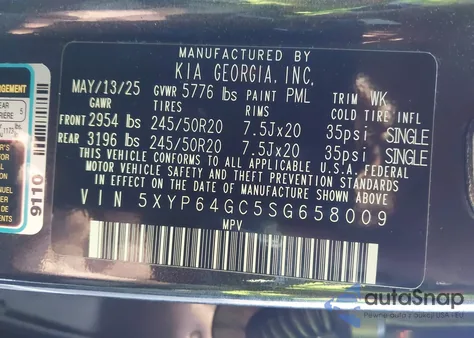 MANUFACTURED BY
KIA GEORGIA, INC.
MAY/13/25 GVWR 5776 lbs PAINT PML TRIM WK
GAWR TIRES RIMS COLD TIRE INFL
FRONT 2954 lbs 245/50R20 7.5Jx20 35psi SINGLE
REAR 3196 lbs 245/50R20 7.5Jx20 35psi SINGLE
THIS VEHICLE CONFORMS TO ALL APPLICABLE U.S.A. FEDERAL
MOTOR VEHICLE SAFETY AND THEFT PREVENTION STANDARDS
IN EFFECT ON THE DATE OF MANUFACTURE SHOWN ABOVE.
VIN 5XYP64GC5SG658009
MPV
9110
autoSnap